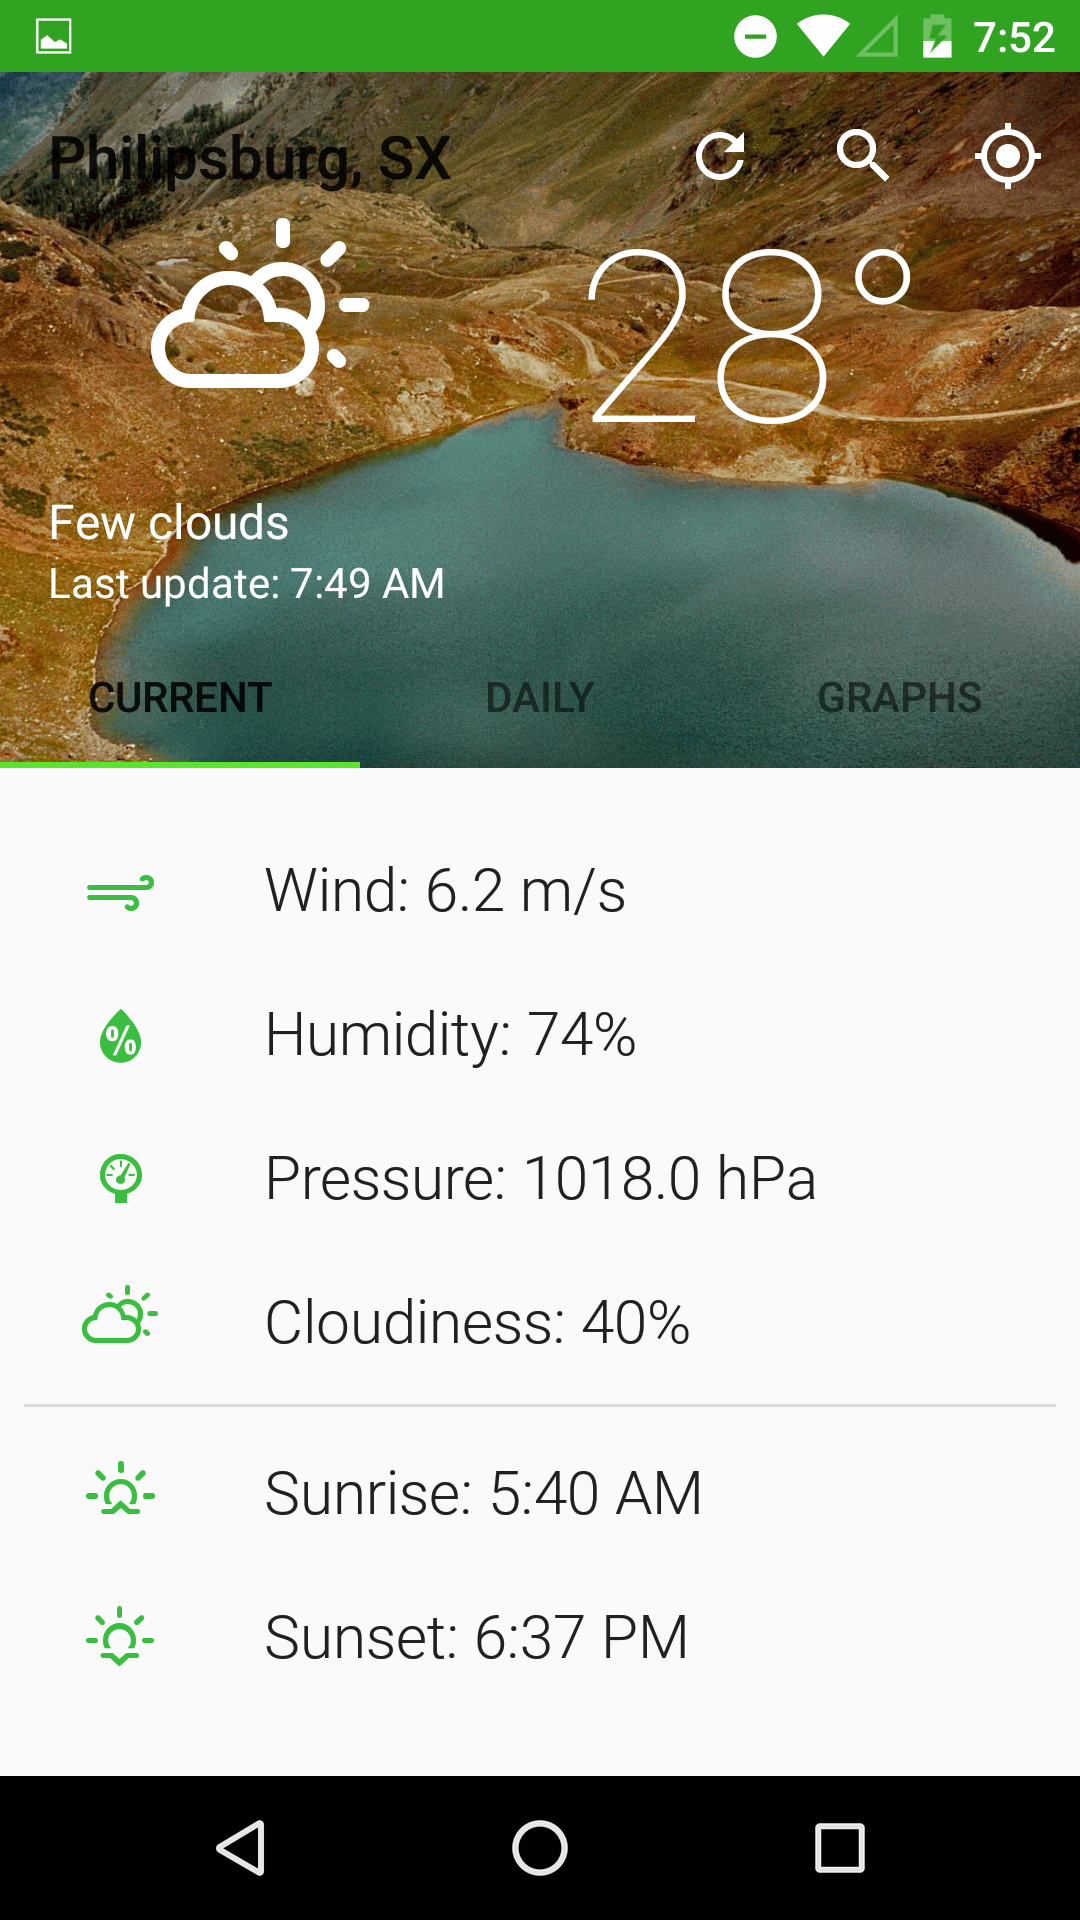 7:52
Philipsburg, SX
28°
Few clouds
Last update: 7:49 AM
CURRENT DAILY GRAPHS
Wind: 6.2 m/s
Humidity: 74%
Pressure: 1018.0 hPa
Cloudiness: 40%
Sunrise: 5:40 AM
Sunset: 6:37 PM